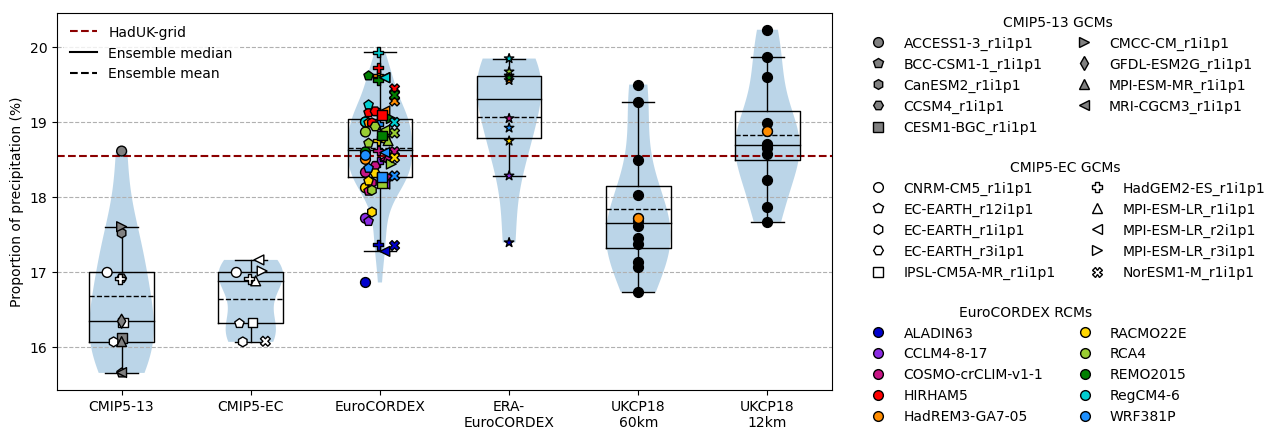 HadUK-grid
Ensemble median
Ensemble mean
Proportion of precipitation (%)
20
19
18
17
16
CMIP5-13
CMIP5-EC
EuroCORDEX
ERA-
EuroCORDEX
UKCP18
60km
UKCP18
12km
CMIP5-13 GCMs
ACCESS1-3_r1i1p1
BCC-CSM1-1_r1i1p1
CanESM2_r1i1p1
CCSM4_r1i1p1
CESM1-BGC_r1i1p1
CMCC-CM_r1i1p1
GFDL-ESM2G_r1i1p1
MPI-ESM-MR_r1i1p1
MRI-CGCM3_r1i1p1
CMIP5-EC GCMs
CNRM-CM5_r1i1p1
EC-EARTH_r12i1p1
EC-EARTH_r1i1p1
EC-EARTH_r3i1p1
IPSL-CM5A-MR_r1i1p1
HadGEM2-ES_r1i1p1
MPI-ESM-LR_r1i1p1
MPI-ESM-LR_r2i1p1
MPI-ESM-LR_r3i1p1
NorESM1-M_r1i1p1
EuroCORDEX RCMs
ALADIN63
CCLM4-8-17
COSMO-crCLIM-v1-1
HIRHAM5
HadREM3-GA7-05
RACMO22E
RCA4
REMO2015
RegCM4-6
WRF381P